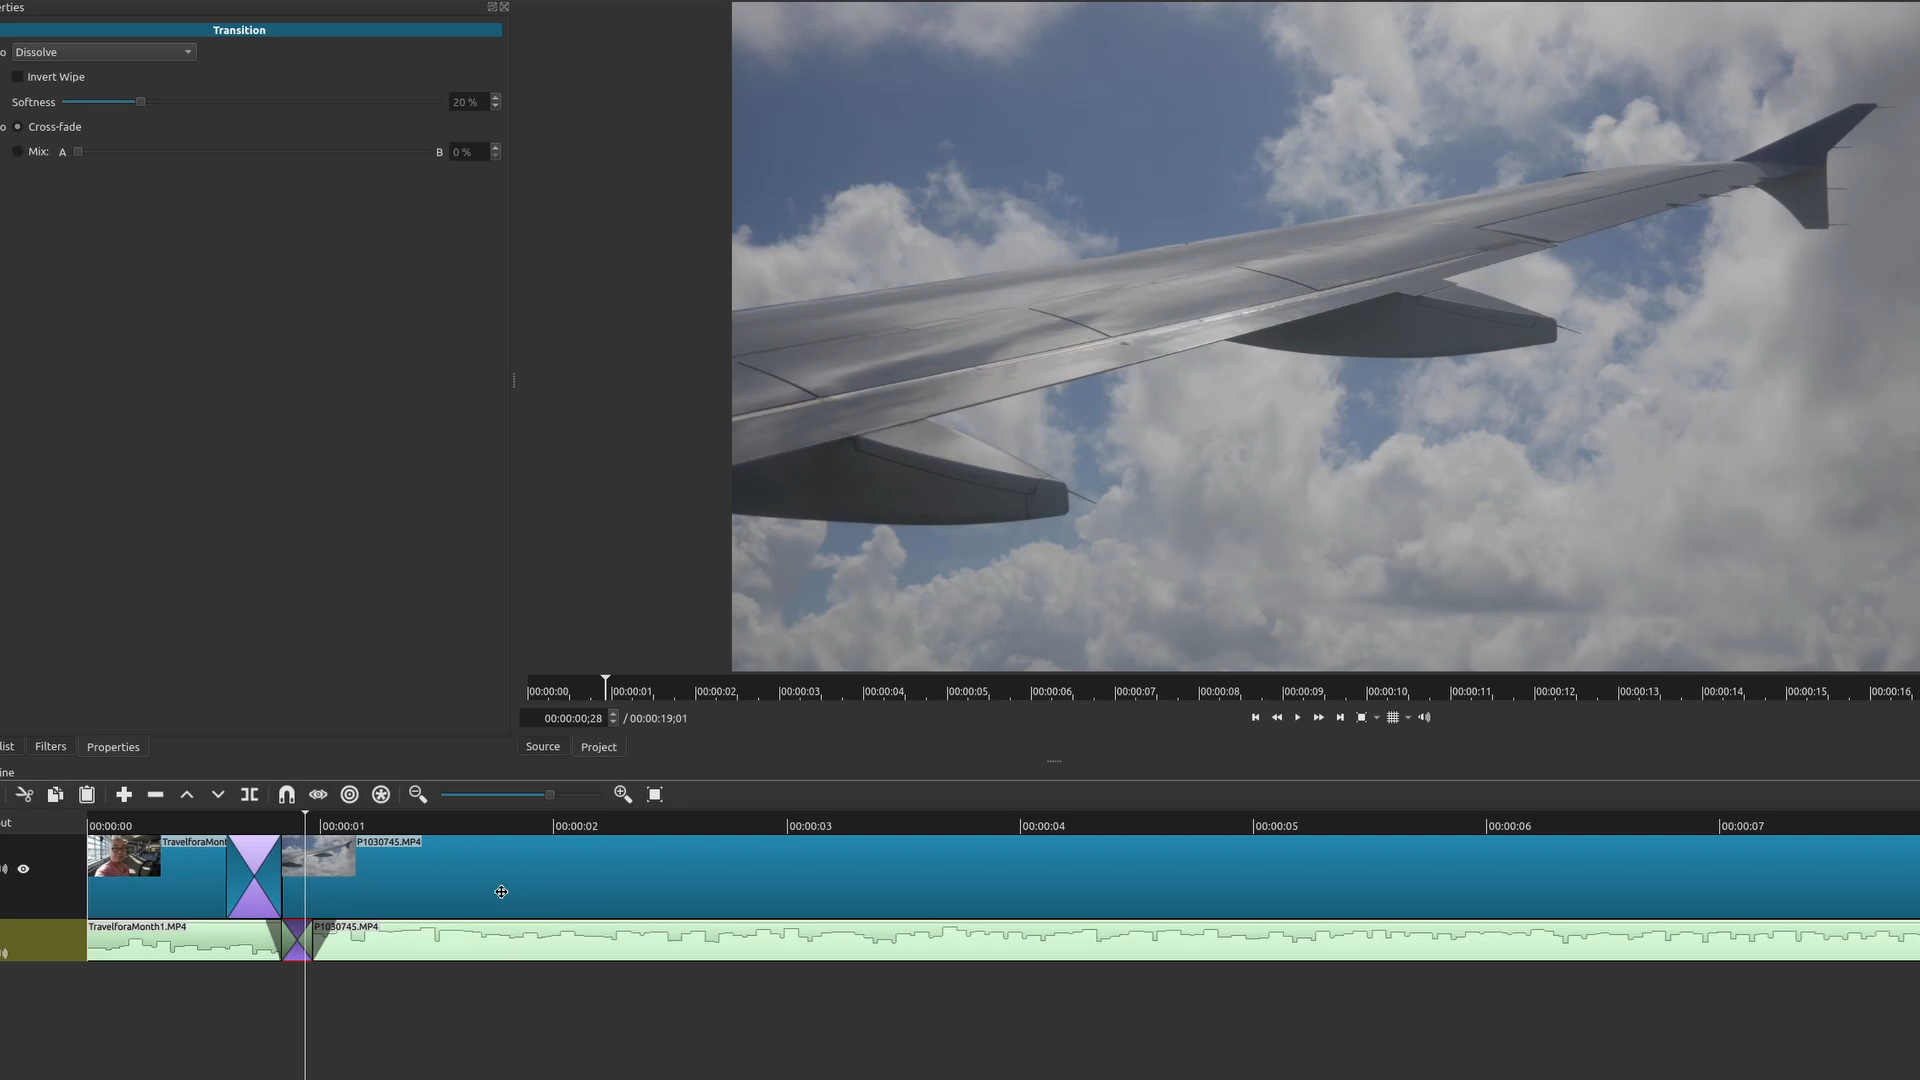 erties
Transition
o Dissolve
Invert Wipe
Softness 20 %
o Cross-fade
Mix: A B 0 %
00:00:00 00:00:01 00:00:02 00:00:03 00:00:04 00:00:05 00:00:06 00:00:07 00:00:08 00:00:09 00:00:10 00:00:11 00:00:12 00:00:13 00:00:14 00:00:15 00:00:16
00:00:00;28 / 00:00:19;01
list Filters Properties Source Project
ine
ut 00:00:00 00:00:01 00:00:02 00:00:03 00:00:04 00:00:05 00:00:06 00:00:07
TravelforaMont P1030745.MP4
TravelforaMonth1.MP4 P1030745.MP4